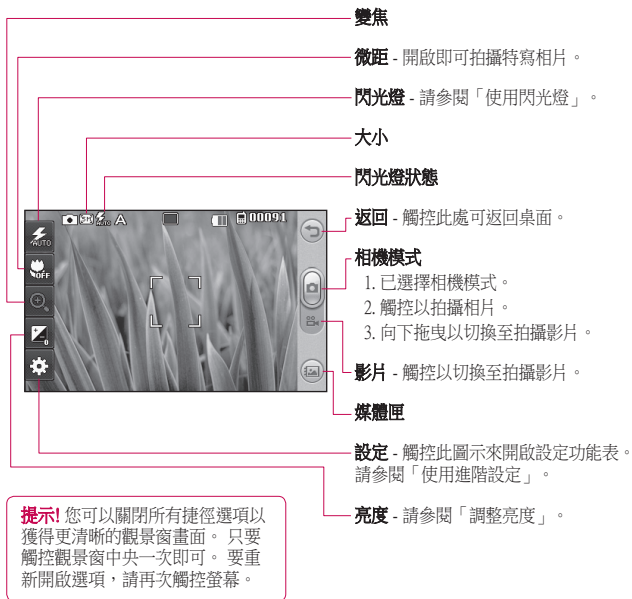 變焦
微距 - 開啟即可拍攝特寫相片。
閃光燈 - 請參閱「使用閃光燈」。
大小
閃光燈狀態
返回 - 觸控此處可返回桌面。
相機模式
1. 已選擇相機模式。
2. 觸控以拍攝相片。
3. 向下拖曳以切換至拍攝影片。
影片 - 觸控以切換至拍攝影片。
媒體匣
設定 - 觸控此圖示來開啟設定功能表。
請參閱「使用進階設定」。
亮度 - 請參閱「調整亮度」。
5M AUTO A 00091
AUTO
OFF
0
提示! 您可以關閉所有捷徑選項以
獲得更清晰的觀景窗畫面。 只要
觸控觀景窗中央一次即可。 要重
新開啟選項，請再次觸控螢幕。